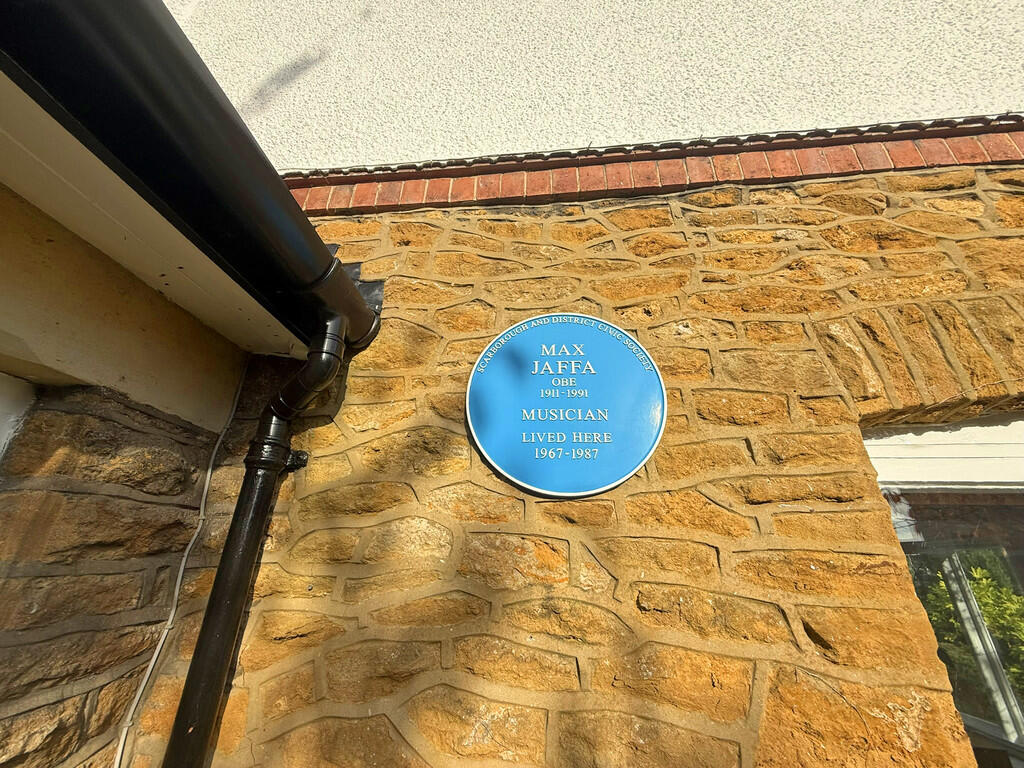 SCARBOROUGH AND DISTRICT CIVIC SOCIETY
MAX
JAFFA
OBE
1911-1991
MUSICIAN
LIVED HERE
1967-1987